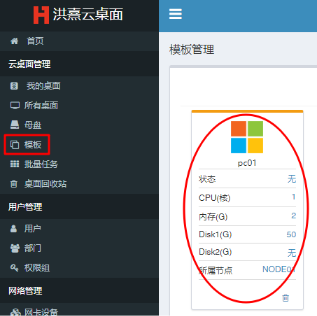 洪熹云桌面
首页
云桌面管理
我的桌面
所有桌面
母盘
模板
批量任务
桌面回收站
用户管理
用户
部门
权限组
网络管理
网卡设备
模板管理
pc01
状态 无
CPU(核) 1
内存(G) 2
Disk1(G) 50
Disk2(G) 无
所属节点 NODE01